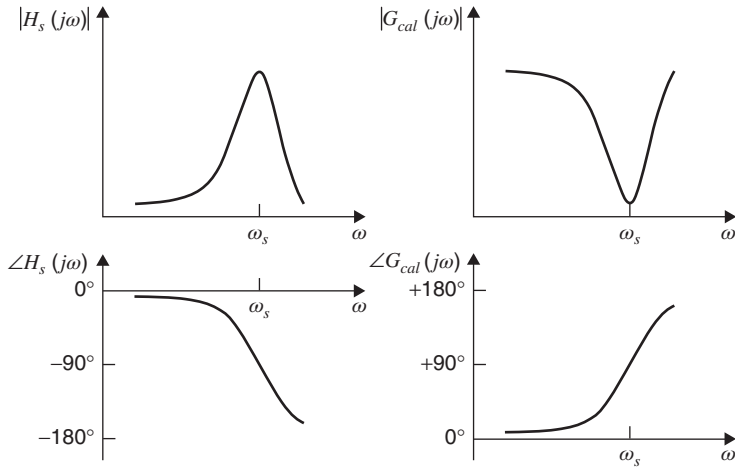 |H_s (jω)|
ω_s
ω
|G_cal (jω)|
ω_s
ω
∠H_s (jω)
0°
−90°
−180°
ω_s
ω
∠G_cal (jω)
+180°
+90°
0°
ω_s
ω